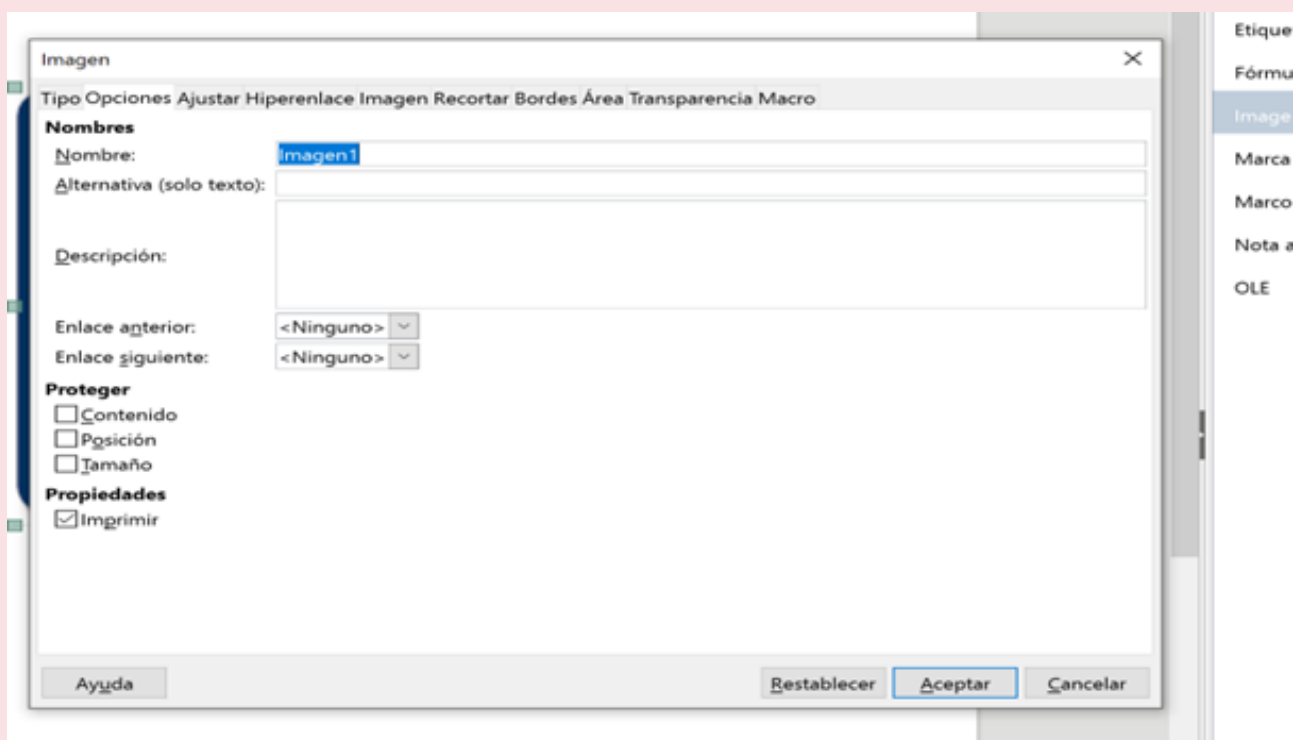 Imagen
Tipo Opciones Ajustar Hiperenlace Imagen Recortar Bordes Área Transparencia Macro
Nombres
Nombre: Imagen1
Alternativa (solo texto):
Descripción:
Enlace anterior: <Ninguno>
Enlace siguiente: <Ninguno>
Proteger
Contenido
Posición
Tamaño
Propiedades
Imprimir
Ayuda Restablecer Aceptar Cancelar
Etique
Fórmu
Image
Marca
Marco
Nota a
OLE